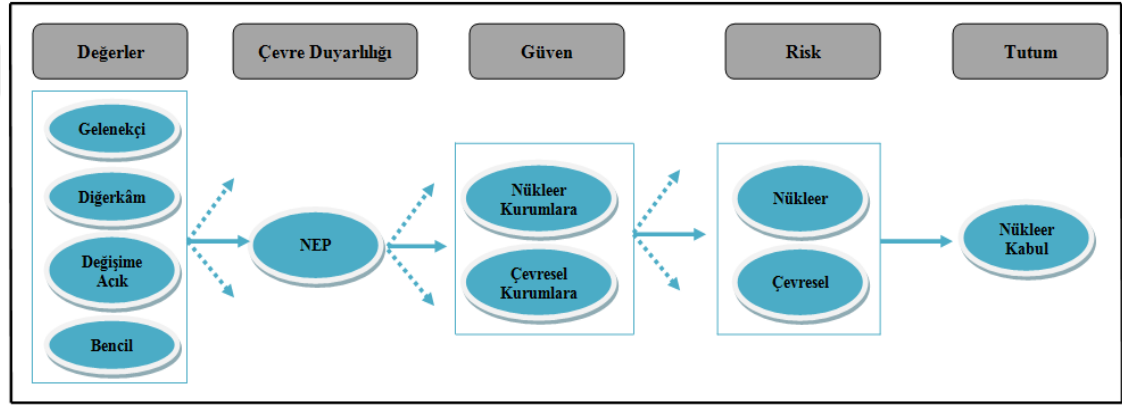 Değerler
Çevre Duyarlılığı
Güven
Risk
Tutum
Gelenekçi
Diğerkâm
Değişime
Açık
Bencil
NEP
Nükleer
Kurumlara
Çevresel
Kurumlara
Nükleer
Çevresel
Nükleer
Kabul